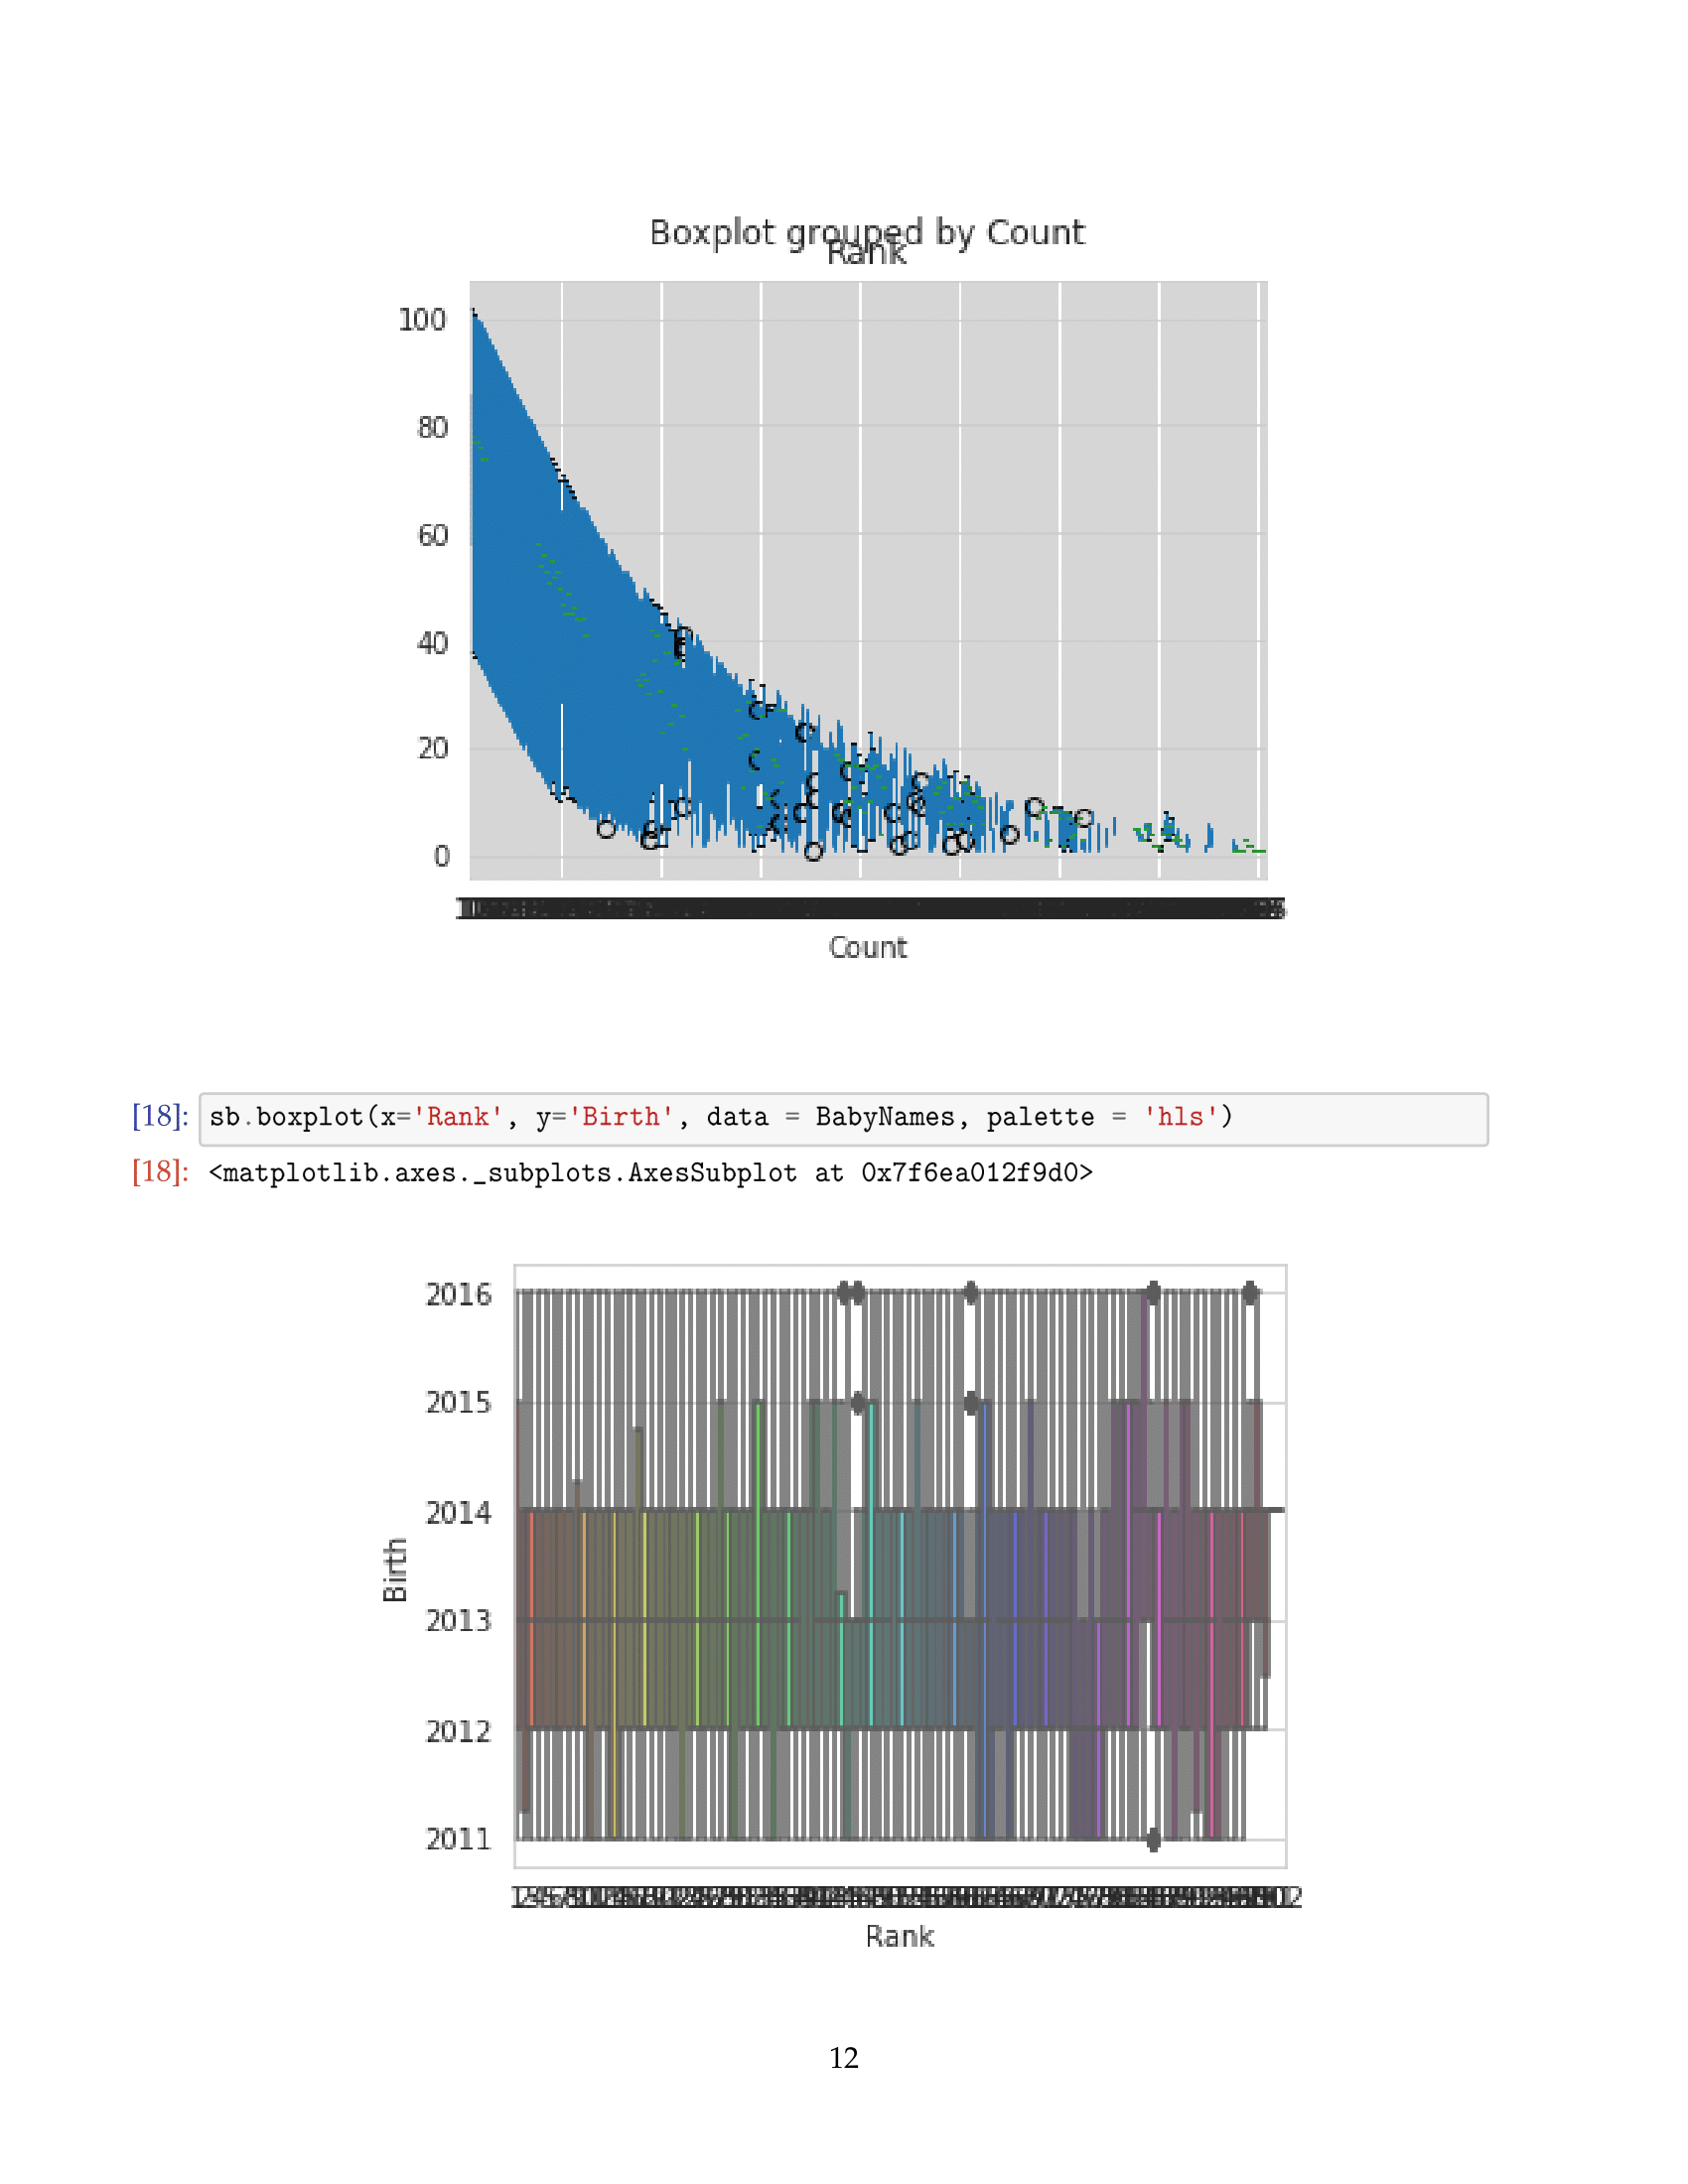 Boxplot grouped by Count
Rank
100
80
60
40
20
0
Count
[18]: sb.boxplot(x='Rank', y='Birth', data = BabyNames, palette = 'hls')
[18]: <matplotlib.axes._subplots.AxesSubplot at 0x7f6ea012f9d0>
2016
2015
2014
2013
2012
2011
Birth
Rank
12